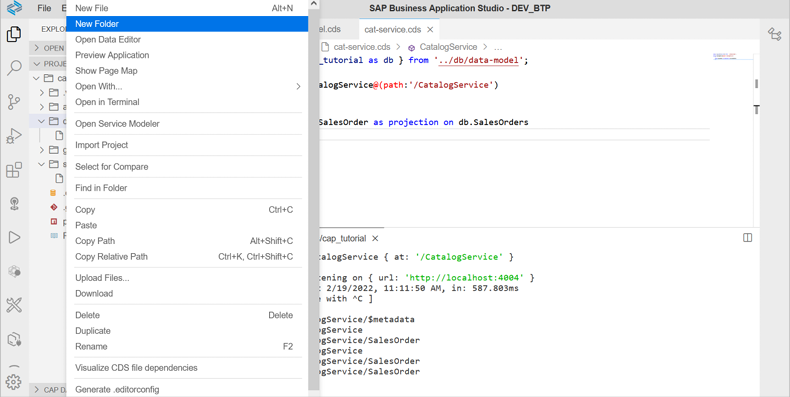 File
E
SAP Business Application Studio - DEV_BTP
New File Alt+N
New Folder
Open Data Editor
Preview Application
Show Page Map
Open With...
Open in Terminal
Open Service Modeler
Import Project
Select for Compare
Find in Folder
Copy Ctrl+C
Paste
Copy Path Alt+Shift+C
Copy Relative Path Ctrl+K, Ctrl+Shift+C
Upload Files...
Download
Delete Delete
Duplicate
Rename F2
Visualize CDS file dependencies
Generate .editorconfig
EXPLO
OPEN
PROJE
ca
a
CAP DA
el.cds
cat-service.cds
cat-service.cds > CatalogService > ...
_tutorial as db } from '../db/data-model';
alogService@(path:'/CatalogService')
SalesOrder as projection on db.SalesOrders
/cap_tutorial
talogService { at: '/CatalogService' }
tening on { url: 'http://localhost:4004' }
: 2/19/2022, 11:11:50 AM, in: 587.803ms
e with ^C ]
ogService/$metadata
ogService
ogService/SalesOrder
ogService
ogService/SalesOrder
ogService/SalesOrder